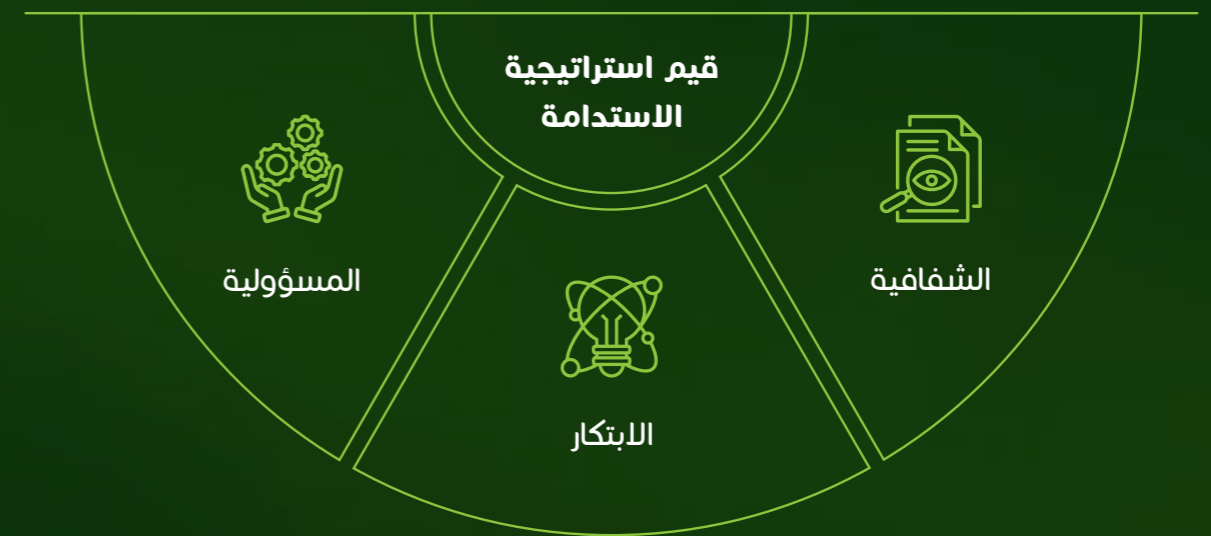 قيم استراتيجية
الاستدامة
الشفافية
الابتكار
المسؤولية